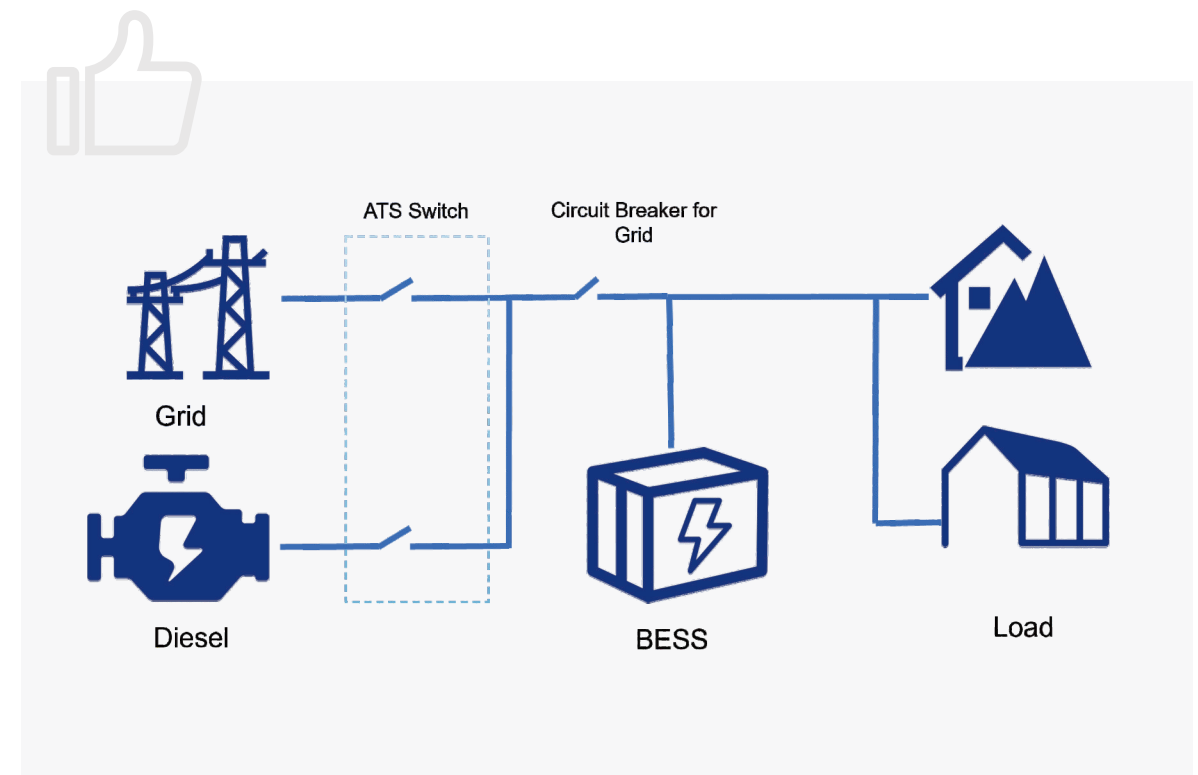 ATS Switch
Circuit Breaker for
Grid
Grid
Diesel
BESS
Load